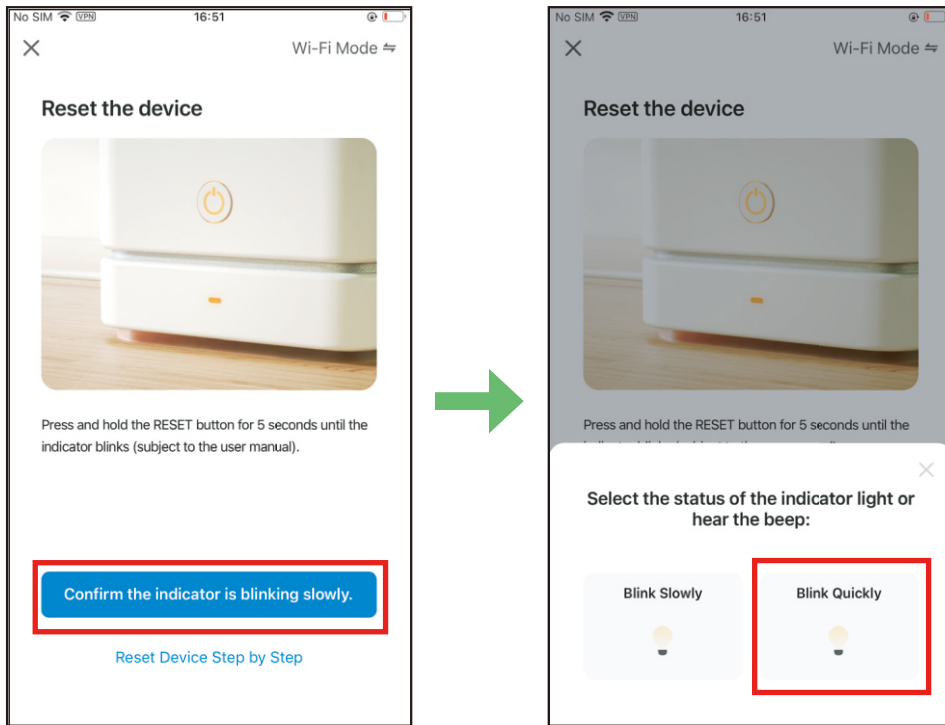 No SIM VPN 16:51
Wi-Fi Mode
Reset the device
Press and hold the RESET button for 5 seconds until the
indicator blinks (subject to the user manual).
Confirm the indicator is blinking slowly.
Reset Device Step by Step
No SIM VPN 16:51
Wi-Fi Mode
Reset the device
Press and hold the RESET button for 5 seconds until the
Select the status of the indicator light or
hear the beep:
Blink Slowly
Blink Quickly